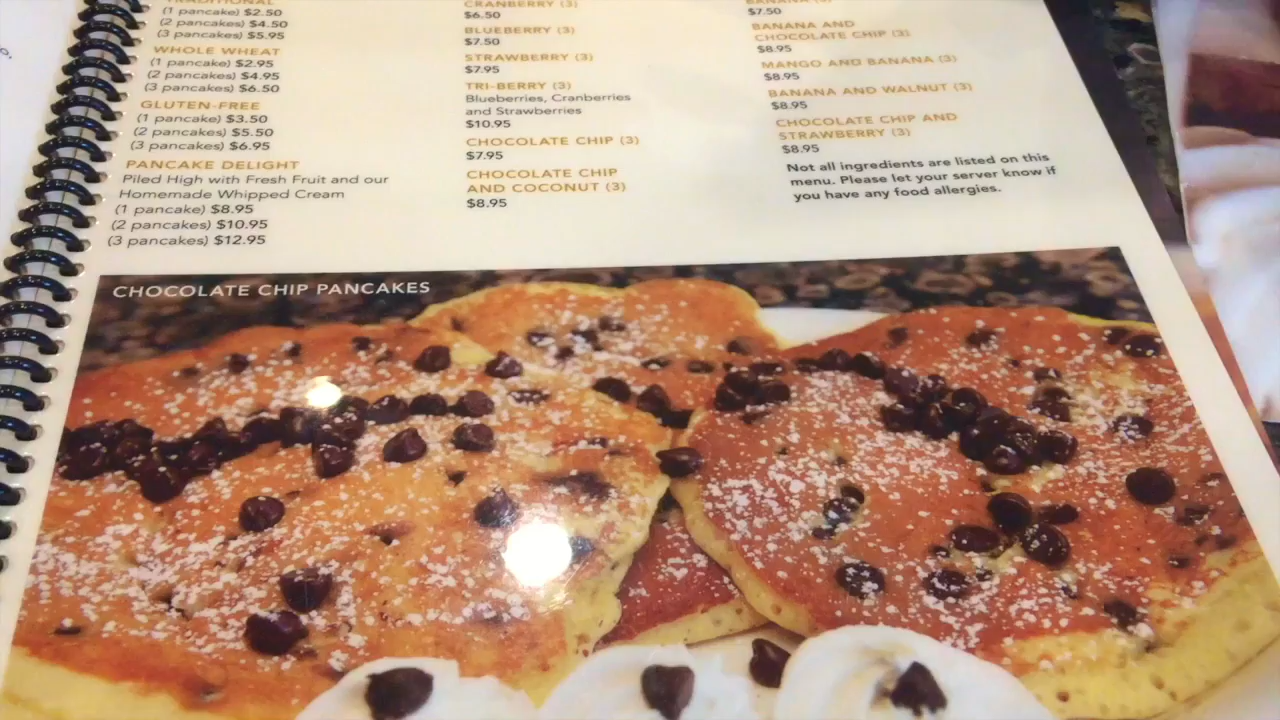 TRADITIONAL
(1 pancake) $2.50
(2 pancakes) $4.50
(3 pancakes) $5.95
WHOLE WHEAT
(1 pancake) $2.95
(2 pancakes) $4.95
(3 pancakes) $6.50
GLUTEN-FREE
(1 pancake) $3.50
(2 pancakes) $5.50
(3 pancakes) $6.95
PANCAKE DELIGHT
Piled High with Fresh Fruit and our
Homemade Whipped Cream
(1 pancake) $8.95
(2 pancakes) $10.95
(3 pancakes) $12.95
CRANBERRY (3)
$6.50
BLUEBERRY (3)
$7.50
STRAWBERRY (3)
$7.95
TRI-BERRY (3)
Blueberries, Cranberries
and Strawberries
$10.95
CHOCOLATE CHIP (3)
$7.95
CHOCOLATE CHIP
AND COCONUT (3)
$8.95
BANANA (3)
$7.50
BANANA AND
CHOCOLATE CHIP (3)
$8.95
MANGO AND BANANA (3)
$8.95
BANANA AND WALNUT (3)
$8.95
CHOCOLATE CHIP AND
STRAWBERRY (3)
$8.95
Not all ingredients are listed on this
menu. Please let your server know if
you have any food allergies.
CHOCOLATE CHIP PANCAKES